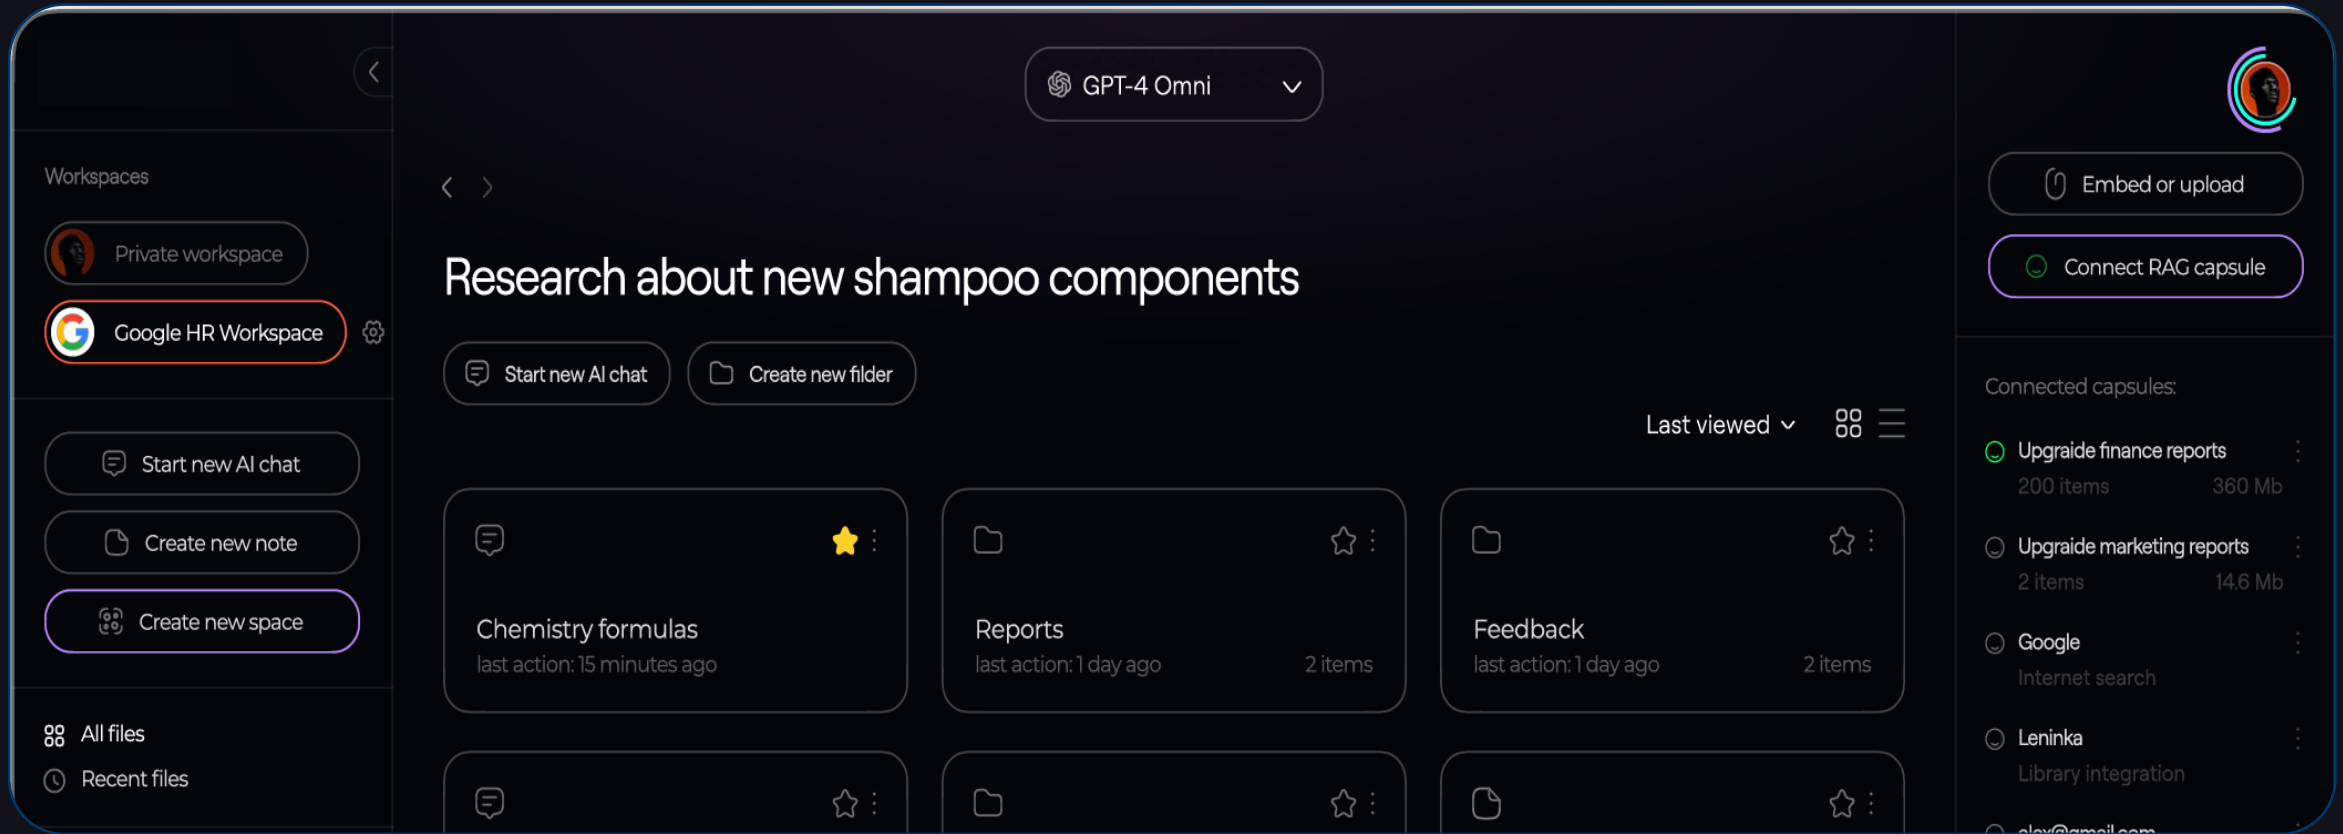 GPT-4 Omni
Workspaces
Private workspace
Google HR Workspace
Start new AI chat
Create new note
Create new space
All files
Recent files
Research about new shampoo components
Start new AI chat
Create new filder
Last viewed
Chemistry formulas
last action: 15 minutes ago
Reports
last action: 1 day ago
2 items
Feedback
last action: 1 day ago
2 items
Embed or upload
Connect RAG capsule
Connected capsules:
Upgraide finance reports
200 items
360 Mb
Upgraide marketing reports
2 items
14.6 Mb
Google
Internet search
Leninka
Library integration
alex@gmail.com